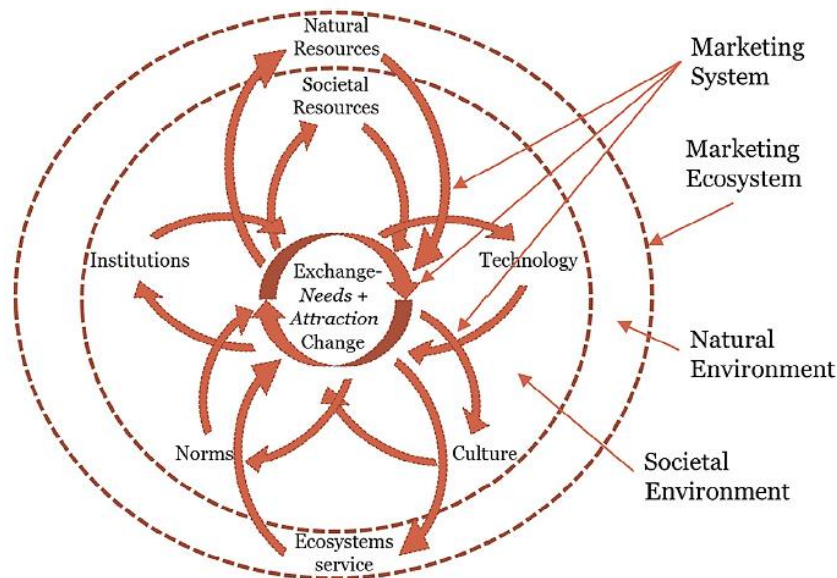 Natural
Resources
Societal
Resources
Marketing
System
Marketing
Ecosystem
Institutions
Exchange-
Needs +
Attraction
Change
Technology
Natural
Environment
Norms
Culture
Societal
Environment
Ecosystems
service